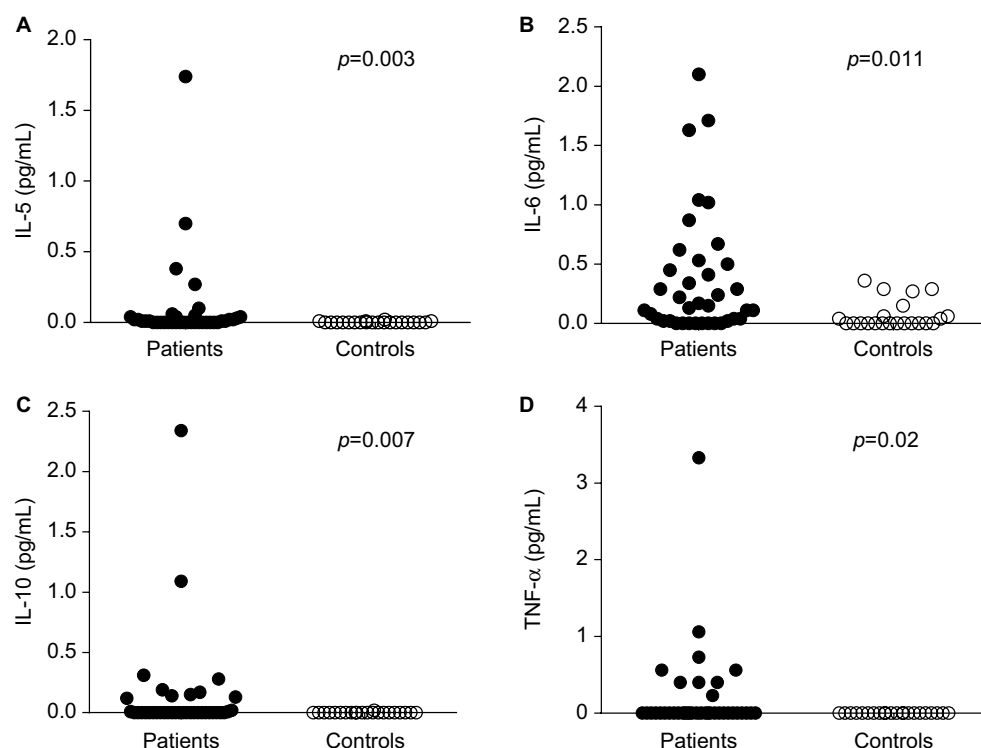 A
p=0.003
IL-5 (pg/mL)
2.0
1.5
1.0
0.5
0.0
Patients
Controls
B
p=0.011
IL-6 (pg/mL)
2.5
2.0
1.5
1.0
0.5
0.0
Patients
Controls
C
p=0.007
IL-10 (pg/mL)
2.5
2.0
1.5
1.0
0.5
0.0
Patients
Controls
D
p=0.02
TNF-α (pg/mL)
4
3
2
1
0
Patients
Controls